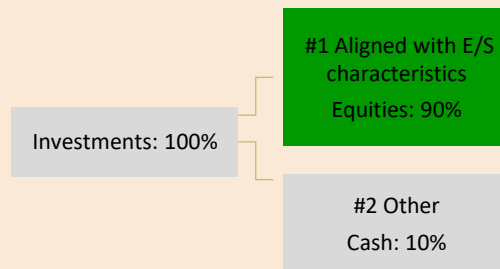 #1 Aligned with E/S
characteristics
Equities: 90%
Investments: 100%
#2 Other
Cash: 10%